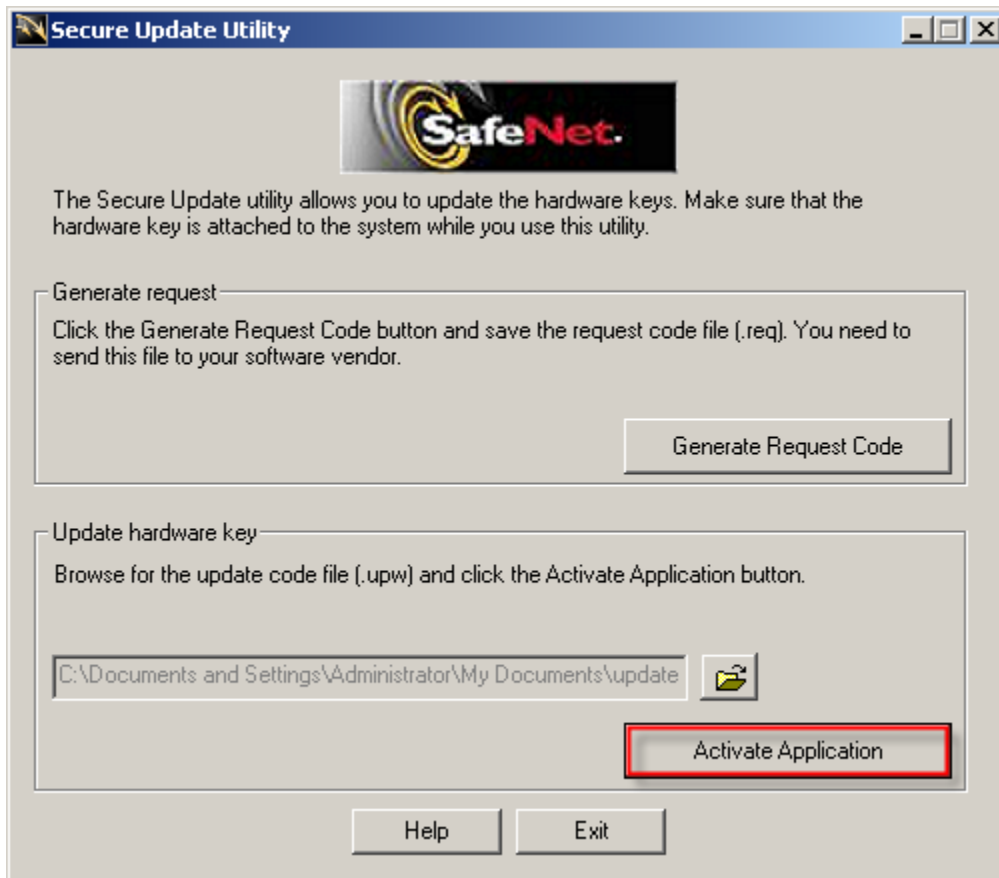 Secure Update Utility
SafeNet.
The Secure Update utility allows you to update the hardware keys. Make sure that the
hardware key is attached to the system while you use this utility.
Generate request
Click the Generate Request Code button and save the request code file (.req). You need to
send this file to your software vendor.
Generate Request Code
Update hardware key
Browse for the update code file (.upw) and click the Activate Application button.
C:\Documents and Settings\Administrator\My Documents\update
Activate Application
Help Exit